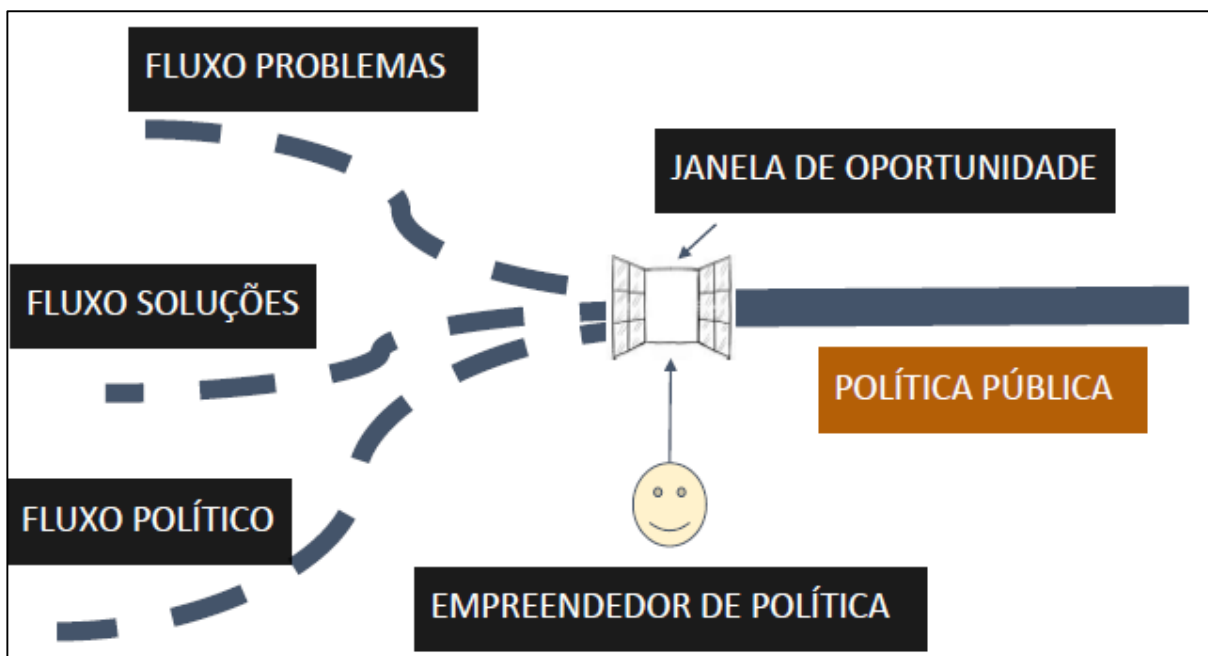 FLUXO PROBLEMAS
JANELA DE OPORTUNIDADE
FLUXO SOLUÇÕES
POLÍTICA PÚBLICA
FLUXO POLÍTICO
EMPREENDEDOR DE POLÍTICA